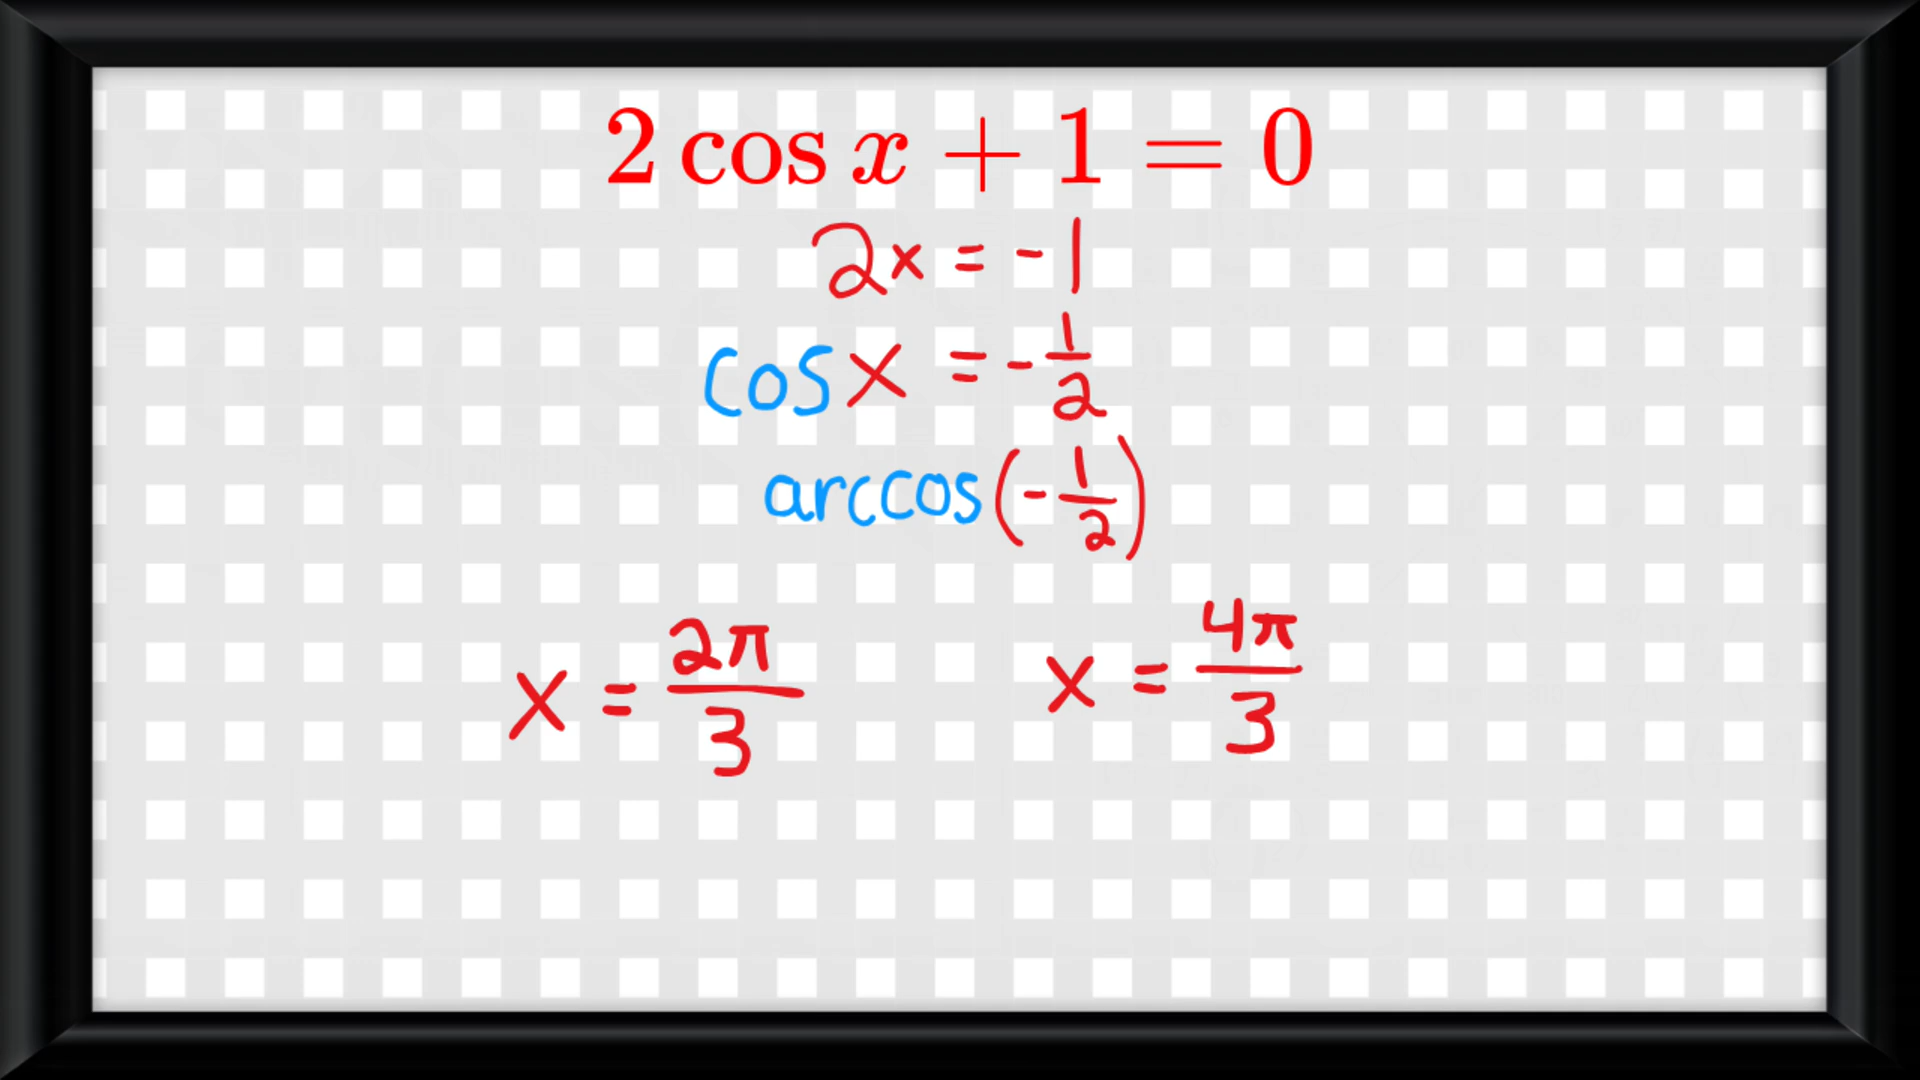 2 cos x + 1 = 0
2x = -1
cos x = -1/2
arccos(-1/2)
x = 2π/3 x = 4π/3